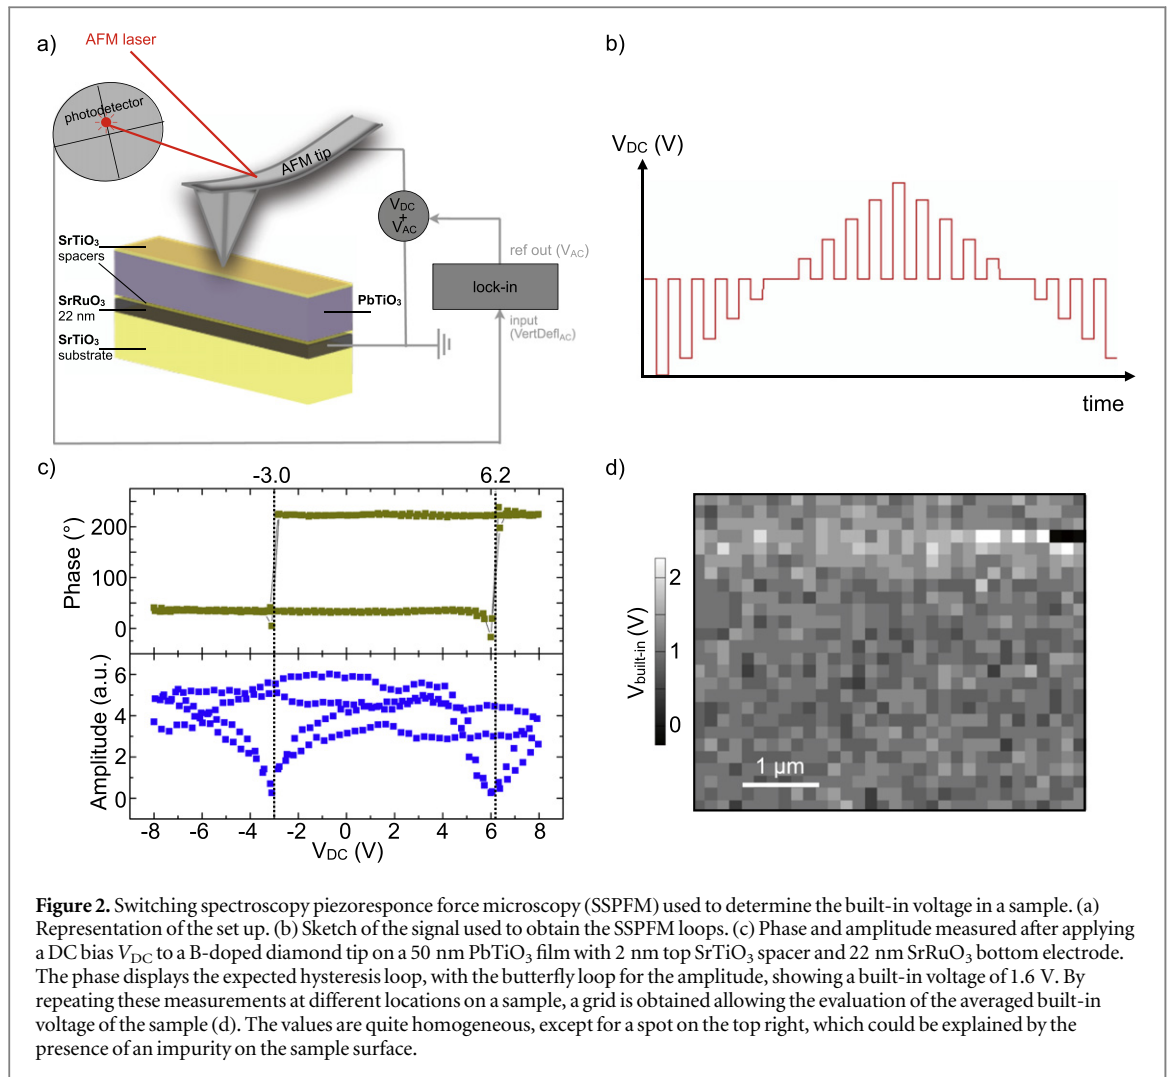 a)
AFM laser
photodetector
AFM tip
V_DC
+
V_AC
SrTiO₃
spacers
ref out (V_AC)
lock-in
SrRuO₃
22 nm
PbTiO₃
input
(VertDefl_AC)
SrTiO₃
substrate
b)
V_DC (V)
time
c)
-3.0
6.2
Phase (°)
200
100
0
Amplitude (a.u.)
6
4
2
0
-8
-6
-4
-2
0
2
4
6
8
V_DC (V)
d)
V_built-in (V)
2
1
0
1 µm
Figure 2. Switching spectroscopy piezoresponce force microscopy (SSPFM) used to determine the built-in voltage in a sample. (a)
Representation of the set up. (b) Sketch of the signal used to obtain the SSPFM loops. (c) Phase and amplitude measured after applying
a DC bias V_DC to a B-doped diamond tip on a 50 nm PbTiO₃ film with 2 nm top SrTiO₃ spacer and 22 nm SrRuO₃ bottom electrode.
The phase displays the expected hysteresis loop, with the butterfly loop for the amplitude, showing a built-in voltage of 1.6 V. By
repeating these measurements at different locations on a sample, a grid is obtained allowing the evaluation of the averaged built-in
voltage of the sample (d). The values are quite homogeneous, except for a spot on the top right, which could be explained by the
presence of an impurity on the sample surface.